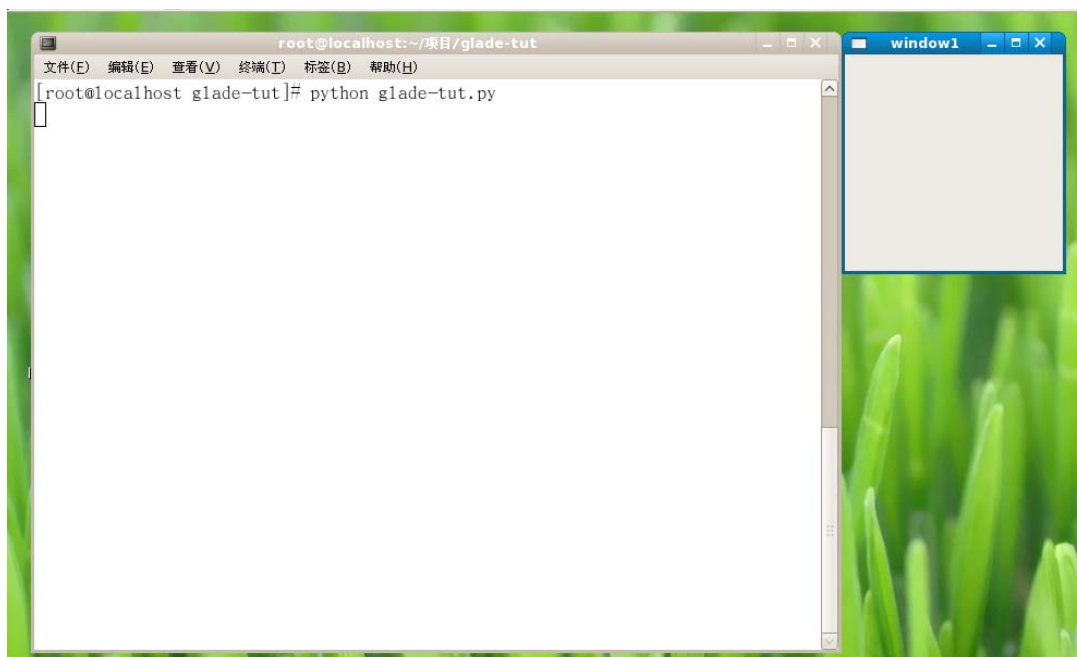 root@localhost:~/项目/glade-tut
window1
文件(F) 编辑(E) 查看(V) 终端(T) 标签(B) 帮助(H)
[root@localhost glade-tut]# python glade-tut.py